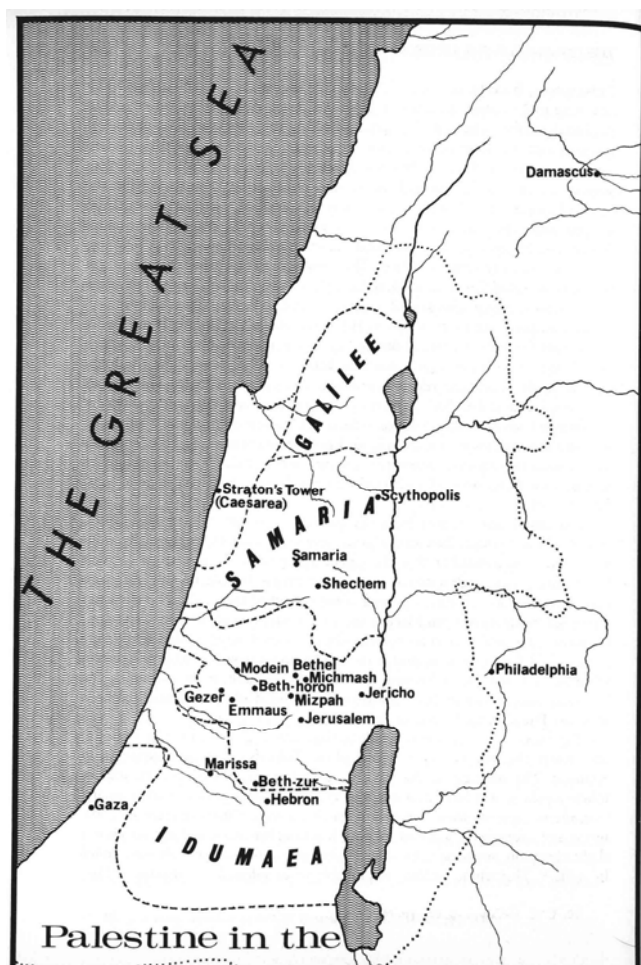 THE GREAT SEA
Damascus
GALILEE
Straton's Tower
(Caesarea)
Scythopolis
SAMARIA
Samaria
Shechem
Modein
Bethel
Michmash
Philadelphia
Gezer
Beth-horon
Mizpah
Jericho
Emmaus
Jerusalem
Marissa
Beth-zur
Gaza
Hebron
IDUMAEA
Palestine in the